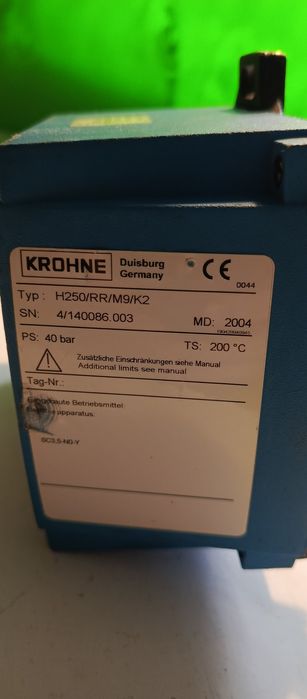 KROHNE Duisburg
Germany
CE
0044
Typ : H250/RR/M9/K2
SN: 4/140086.003 MD: 2004
PS: 40 bar TS: 200 °C
Zusätzliche Einschränkungen siehe Manual
Additional limits see manual
Tag-Nr.:
Betriebsmittel
apparatus:
SC3,5-N0-Y